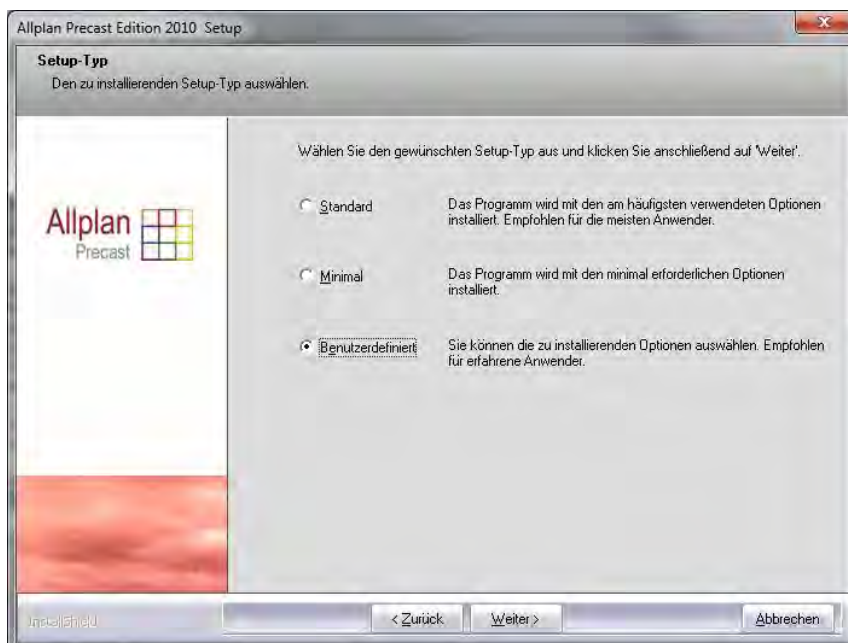 Allplan Precast Edition 2010 Setup
Setup-Typ
Den zu installierenden Setup-Typ auswählen.
Wählen Sie den gewünschten Setup-Typ aus und klicken Sie anschließend auf 'Weiter'.
Allplan
Precast
Standard
Das Programm wird mit den am häufigsten verwendeten Optionen
installiert. Empfohlen für die meisten Anwender.
Minimal
Das Programm wird mit den minimal erforderlichen Optionen
installiert.
Benutzerdefiniert
Sie können die zu installierenden Optionen auswählen. Empfohlen
für erfahrene Anwender.
InstallShield
< Zurück
Weiter >
Abbrechen